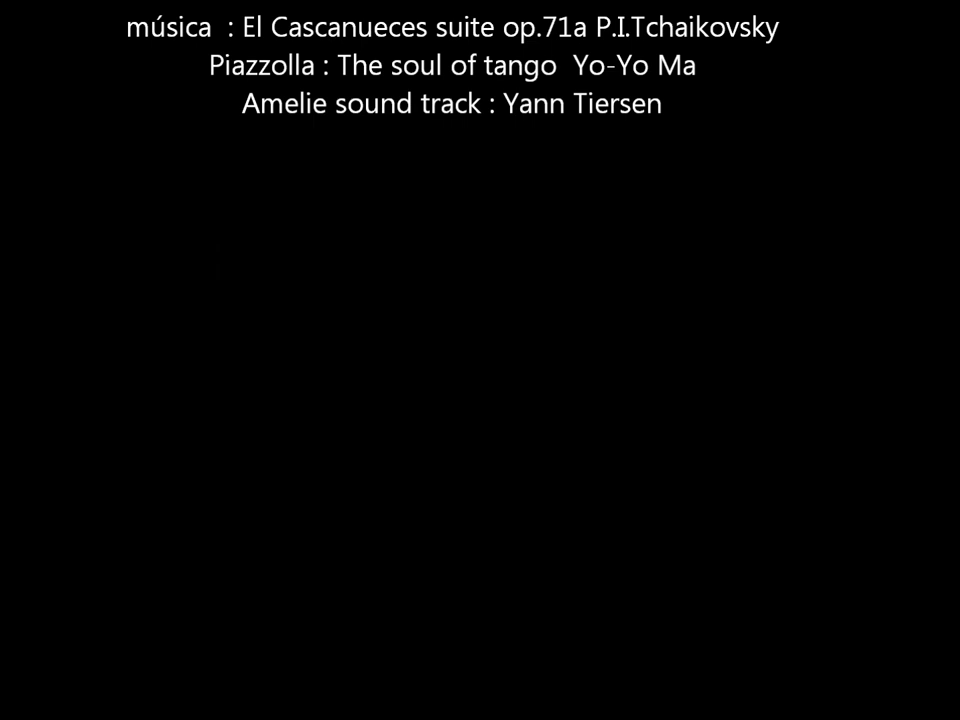 música  : El Cascanueces suite op.71a P.I.Tchaikovsky
Piazzolla : The soul of tango  Yo-Yo Ma
Amelie sound track : Yann Tiersen